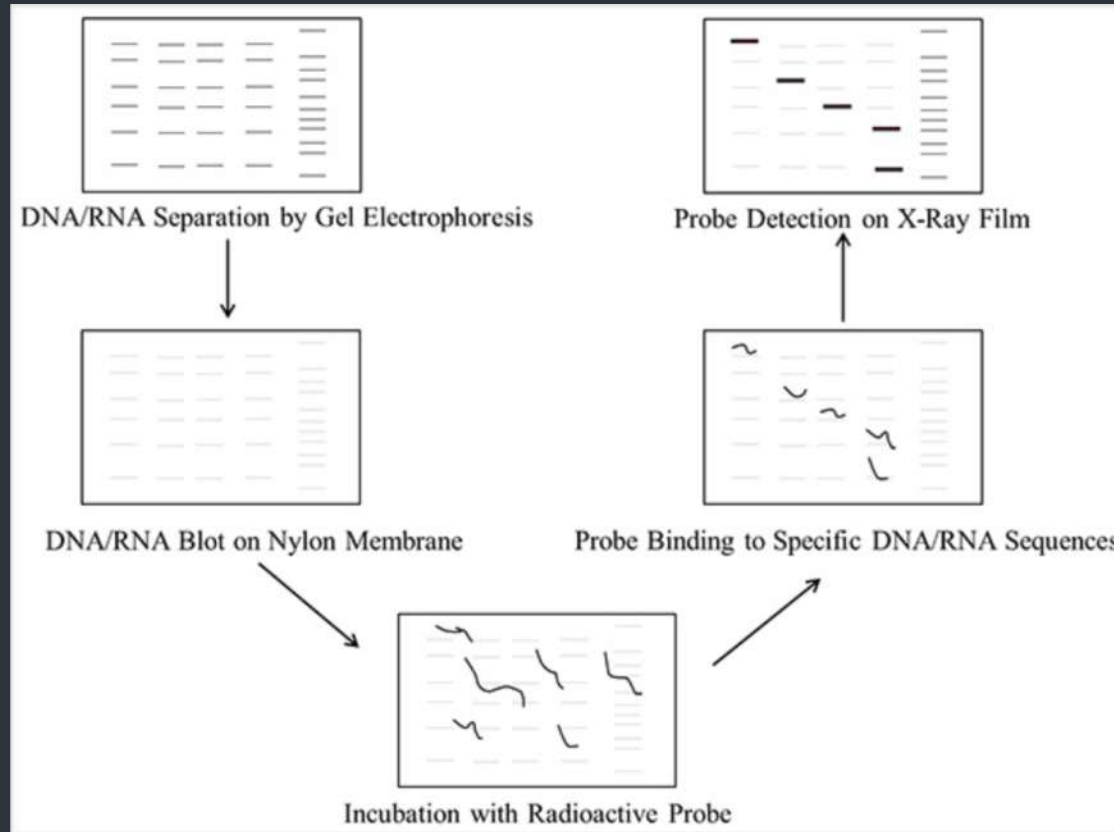 DNA/RNA Separation by Gel Electrophoresis
DNA/RNA Blot on Nylon Membrane
Incubation with Radioactive Probe
Probe Binding to Specific DNA/RNA Sequences
Probe Detection on X-Ray Film